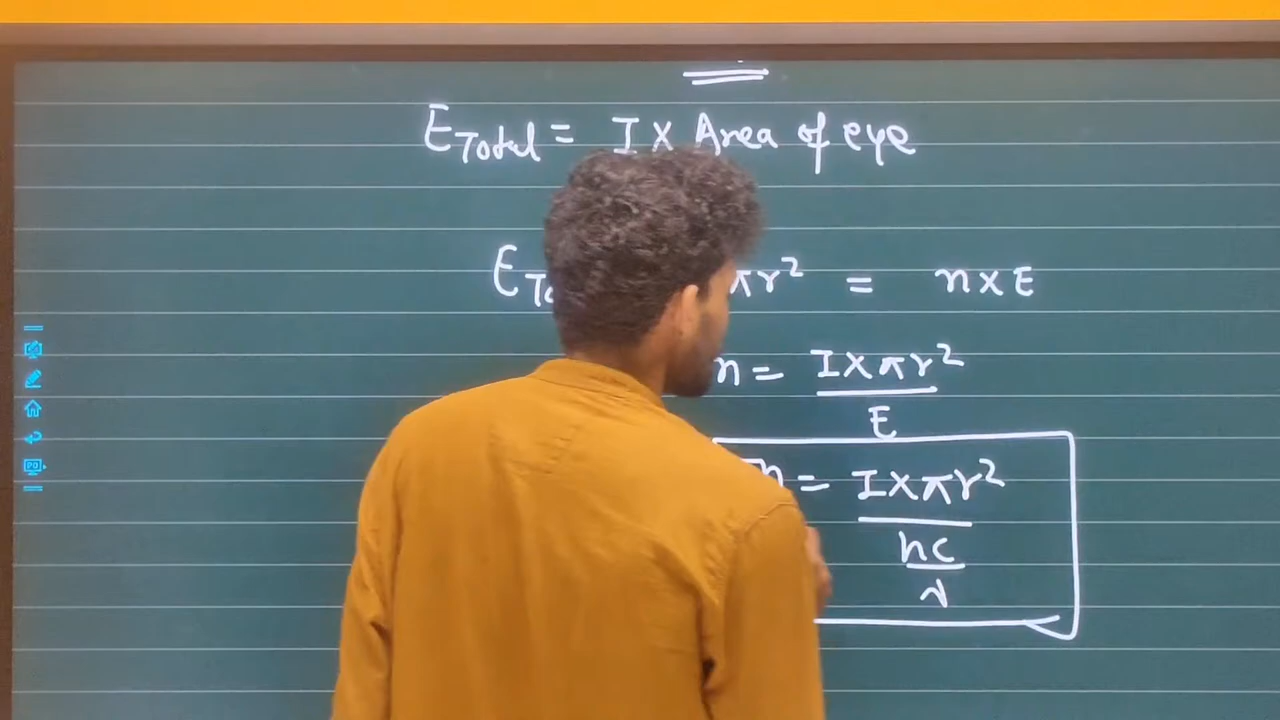 E_Total = I X Area of eye
E_T πr² = n x E
n = I X πr² / E
n = I X πr² / (hc / λ)